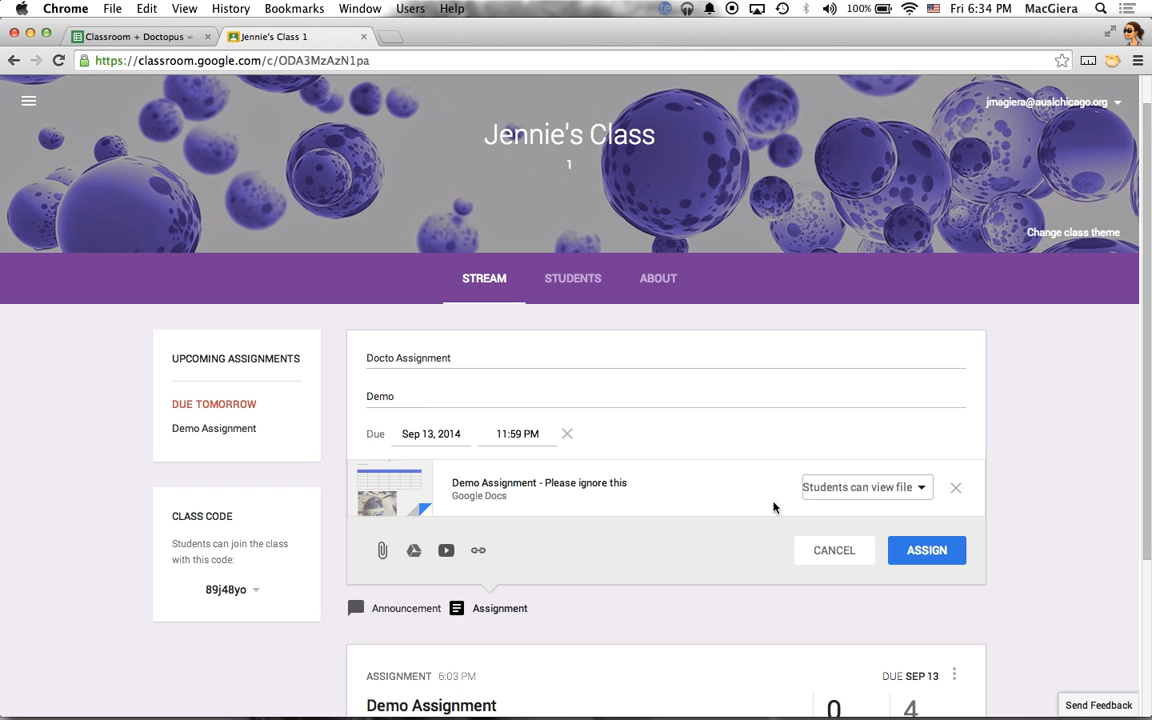 Chrome File Edit View History Bookmarks Window Users Help 100% Fri 6:34 PM MacGiera
Classroom + Doctopus = Jennie's Class 1
https://classroom.google.com/c/ODA3MzAzN1pa
jmagiera@auslchicago.org
Jennie's Class
1
Change class theme
STREAM STUDENTS ABOUT
UPCOMING ASSIGNMENTS
DUE TOMORROW
Demo Assignment
CLASS CODE
Students can join the class
with this code:
89j48yo
Docto Assignment
Demo
Due Sep 13, 2014 11:59 PM
Demo Assignment - Please ignore this
Google Docs
Students can view file
CANCEL ASSIGN
Announcement Assignment
ASSIGNMENT 6:03 PM DUE SEP 13
Demo Assignment 0 4
Send Feedback